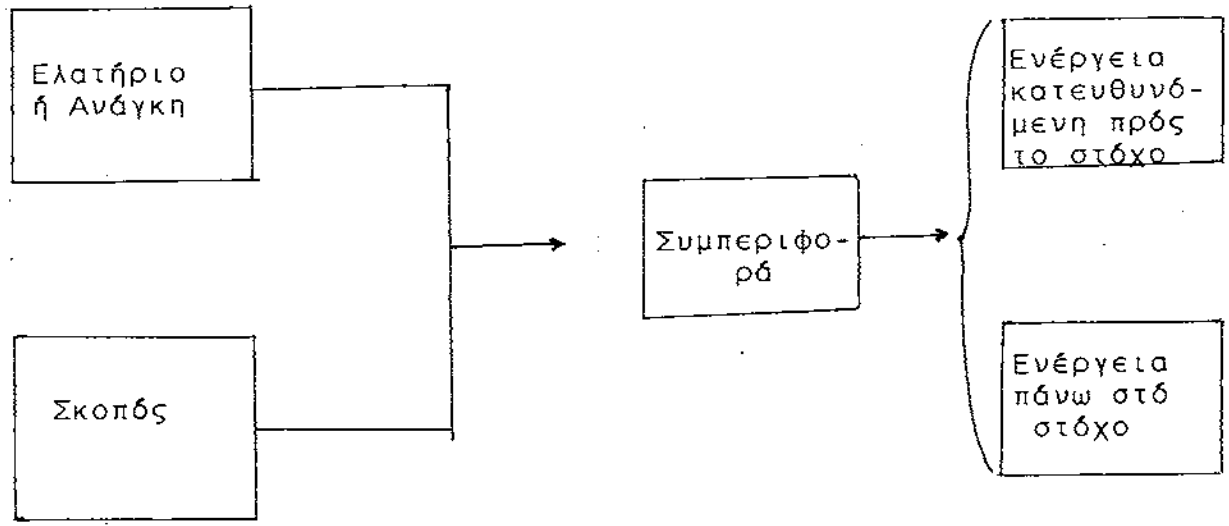 Ελατήριο
ή Ανάγκη
Σκοπός
Συμπεριφο-
ρά
Ενέργεια
κατευθυνό-
μενη πρός
το στόχο
Ενέργεια
πάνω στό
στόχο